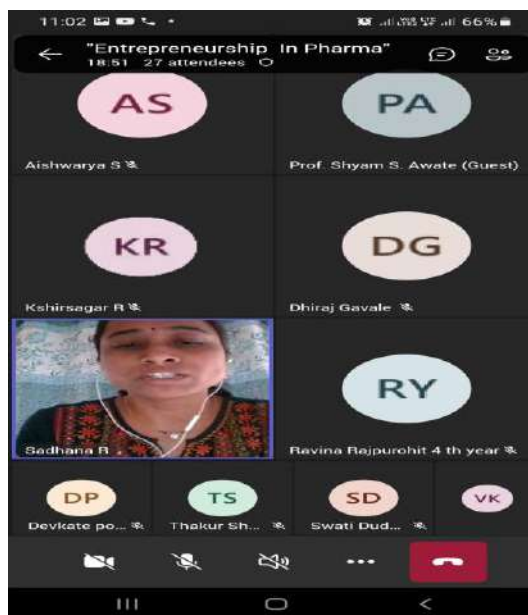 11:02
66%
"Entrepreneurship In Pharma"
18:51 27 attendees
AS
PA
Aishwarya S
Prof. Shyam S. Awate (Guest)
KR
DG
Kshirsagar R
Dhiraj Gavale
RY
Sadhana R
Ravina Rajpurohit 4 th year
DP
TS
SD
VK
Devkate po...
Thakur Sh...
Swati Dud...